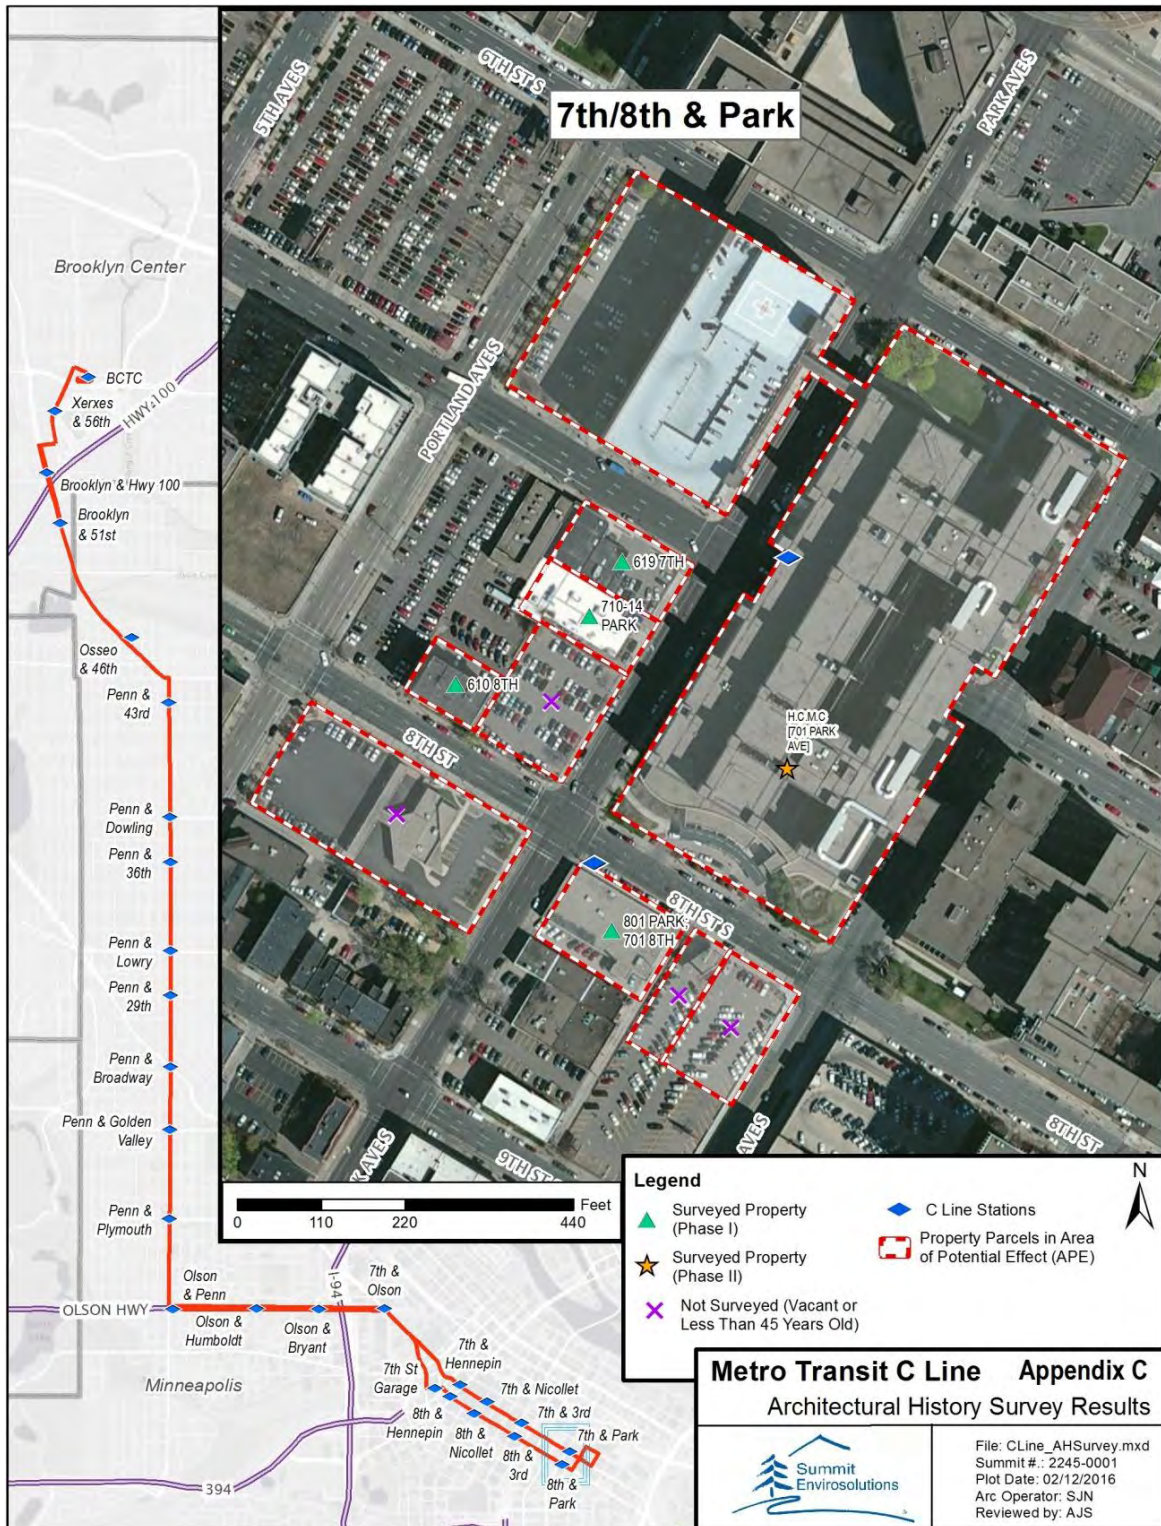 7th/8th & Park
5TH AVE S
6TH ST S
PARK AVE S
PORTLAND AVE S
619 7TH
710-14
PARK
610 8TH
8TH ST
H.C.M.C
[701 PARK
AVE]
801 PARK;
701 8TH
8TH ST S
8TH ST
9TH ST
K AVE S
AVE S
Feet
0 110 220 440
Legend
Surveyed Property
(Phase I)
Surveyed Property
(Phase II)
Not Surveyed (Vacant or
Less Than 45 Years Old)
C Line Stations
Property Parcels in Area
of Potential Effect (APE)
N
Brooklyn Center
BCTC
HWY 100
Xerxes
& 56th
Brooklyn & Hwy 100
Brooklyn
& 51st
Osseo
& 46th
Penn &
43rd
Penn &
Dowling
Penn &
36th
Penn &
Lowry
Penn &
29th
Penn &
Broadway
Penn & Golden
Valley
Penn &
Plymouth
Olson
& Penn
OLSON HWY
Olson &
Humboldt
I-94
Olson &
Bryant
7th &
Olson
Minneapolis
7th &
Hennepin
7th St
Garage
7th & Nicollet
8th &
Hennepin
7th & 3rd
8th &
Nicollet
7th & Park
8th &
3rd
8th &
Park
394
Metro Transit C Line Appendix C
Architectural History Survey Results
Summit
Envirosolutions
File: CLine_AHSurvey.mxd
Summit #.: 2245-0001
Plot Date: 02/12/2016
Arc Operator: SJN
Reviewed by: AJS